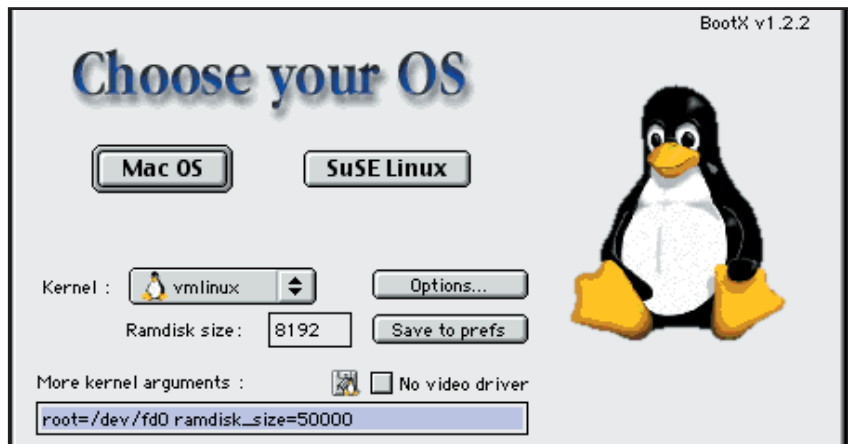 BootX v1.2.2
Choose your OS
Mac OS
SuSE Linux
Kernel :
vmlinux
Options...
Ramdisk size:
8192
Save to prefs
More kernel arguments :
No video driver
root=/dev/fd0 ramdisk_size=50000